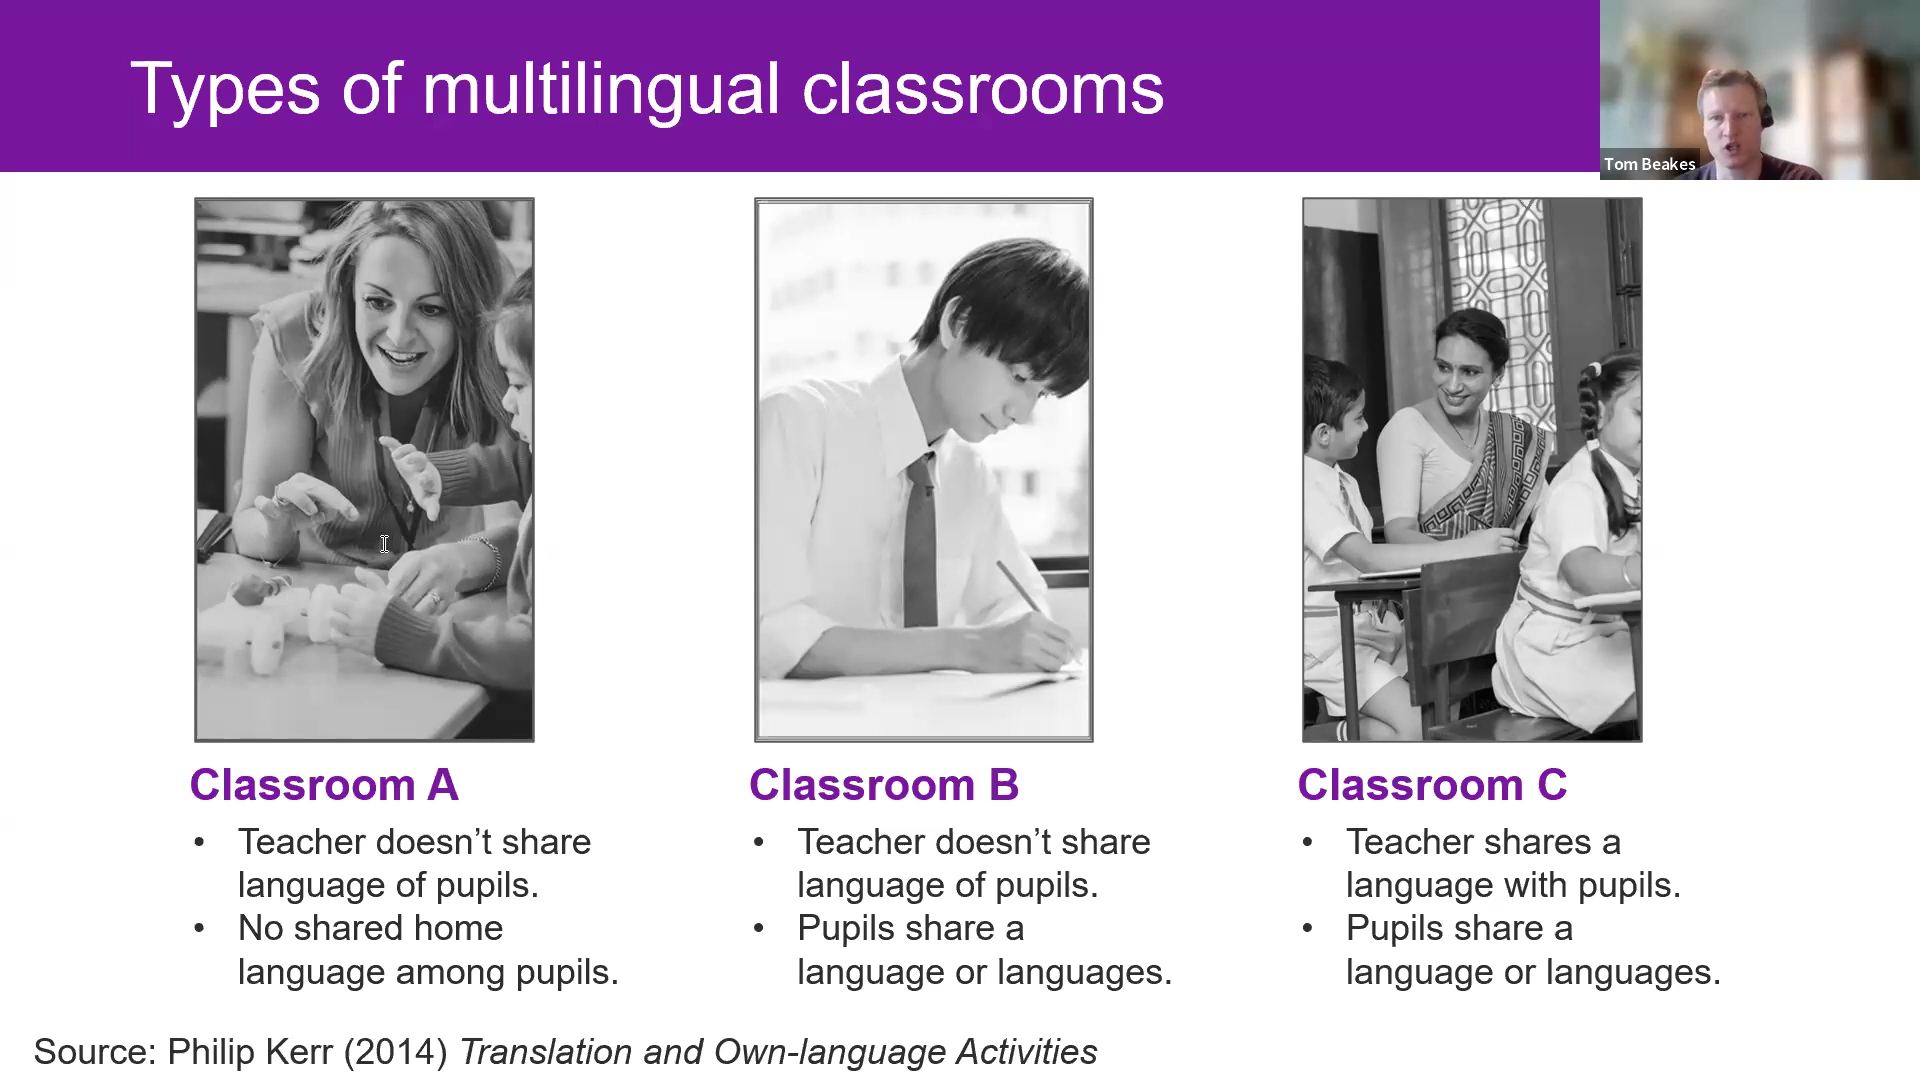 Types of multilingual classrooms
Tom Beakes
Classroom A
• Teacher doesn’t share
language of pupils.
• No shared home
language among pupils.
Classroom B
• Teacher doesn’t share
language of pupils.
• Pupils share a
language or languages.
Classroom C
• Teacher shares a
language with pupils.
• Pupils share a
language or languages.
Source: Philip Kerr (2014) Translation and Own-language Activities